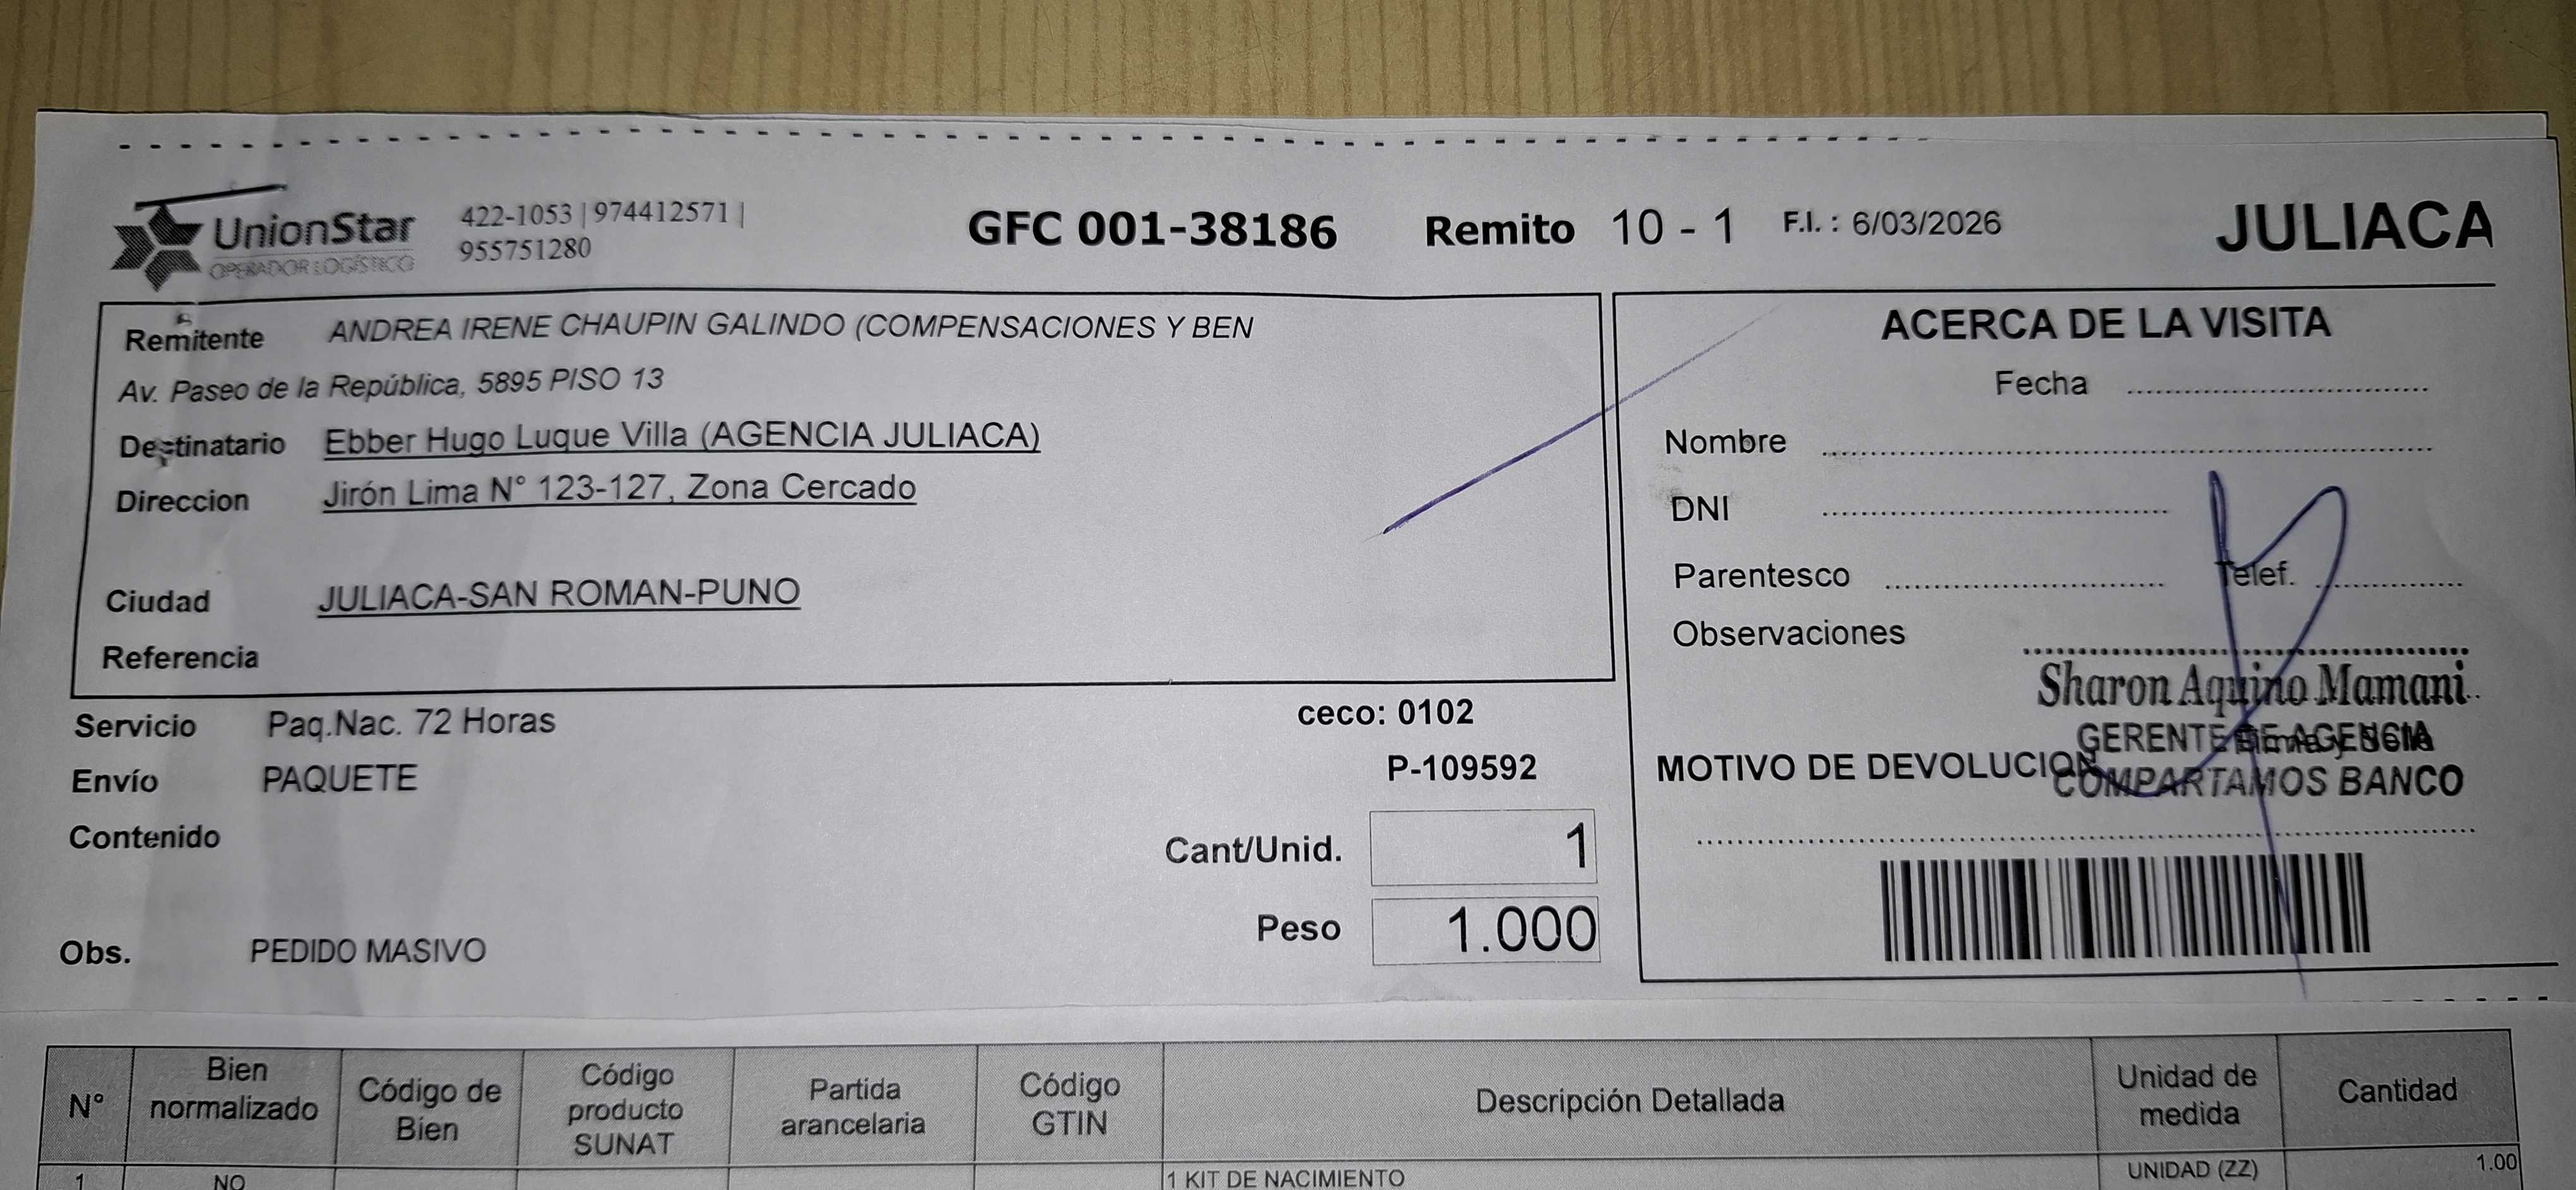 UnionStar
OPERADOR LOGÍSTICO
422-1053 | 974412571 |
955751280
GFC 001-38186 Remito 10 - 1 F.I. : 6/03/2026 JULIACA
Remitente ANDREA IRENE CHAUPIN GALINDO (COMPENSACIONES Y BEN
Av. Paseo de la República, 5895 PISO 13
Destinatario Ebber Hugo Luque Villa (AGENCIA JULIACA)
Direccion Jirón Lima N° 123-127, Zona Cercado
Ciudad JULIACA-SAN ROMAN-PUNO
Referencia
Servicio Paq.Nac. 72 Horas
ceco: 0102
Envío PAQUETE
P-109592
Contenido
Cant/Unid. 1
Peso 1.000
Obs. PEDIDO MASIVO
ACERCA DE LA VISITA
Fecha
Nombre
DNI
Parentesco Telef.
Observaciones
Sharon Aquino Mamani
GERENTE DE AGENCIA
COMPARTAMOS BANCO
MOTIVO DE DEVOLUCION
N° Bien normalizado Código de Bien Código producto SUNAT Partida arancelaria Código GTIN Descripción Detallada Unidad de medida Cantidad
1 NO 1 KIT DE NACIMIENTO UNIDAD (ZZ) 1.00